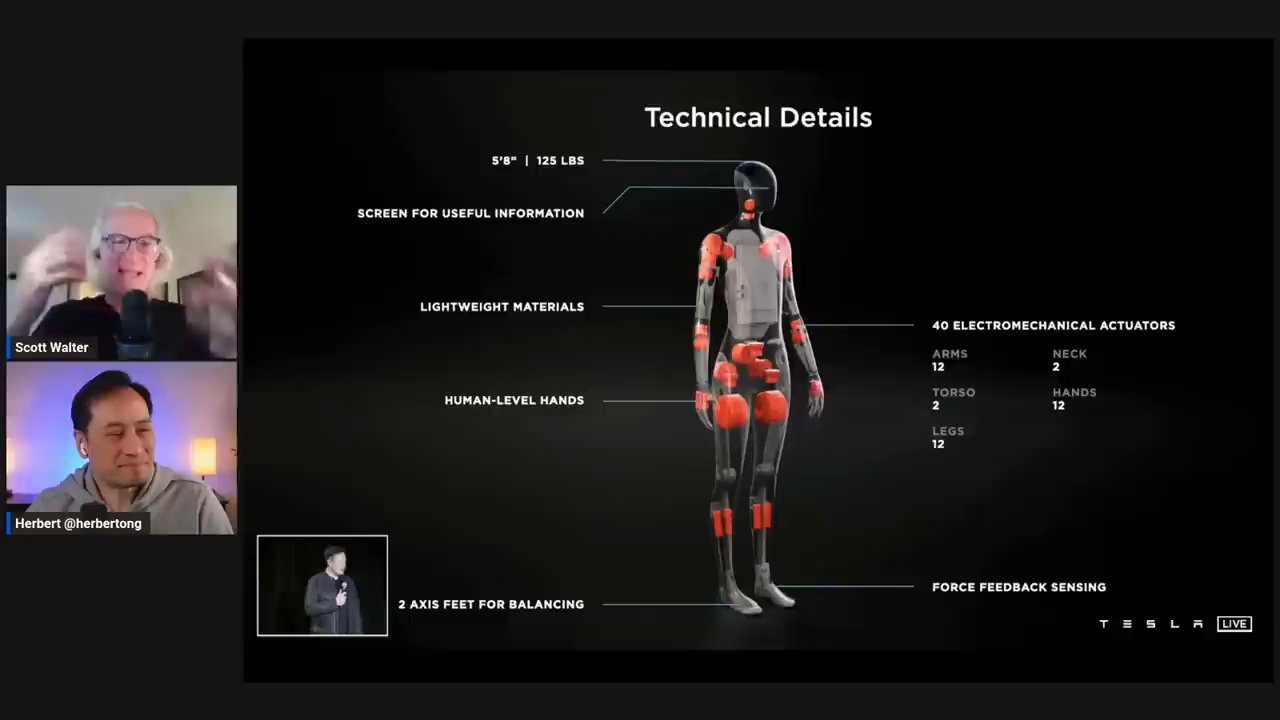 Technical Details
5'8" | 125 LBS
SCREEN FOR USEFUL INFORMATION
LIGHTWEIGHT MATERIALS
HUMAN-LEVEL HANDS
2 AXIS FEET FOR BALANCING
40 ELECTROMECHANICAL ACTUATORS
ARMS
12
NECK
2
TORSO
2
HANDS
12
LEGS
12
FORCE FEEDBACK SENSING
TESLA LIVE
Scott Walter
Herbert @herbertong